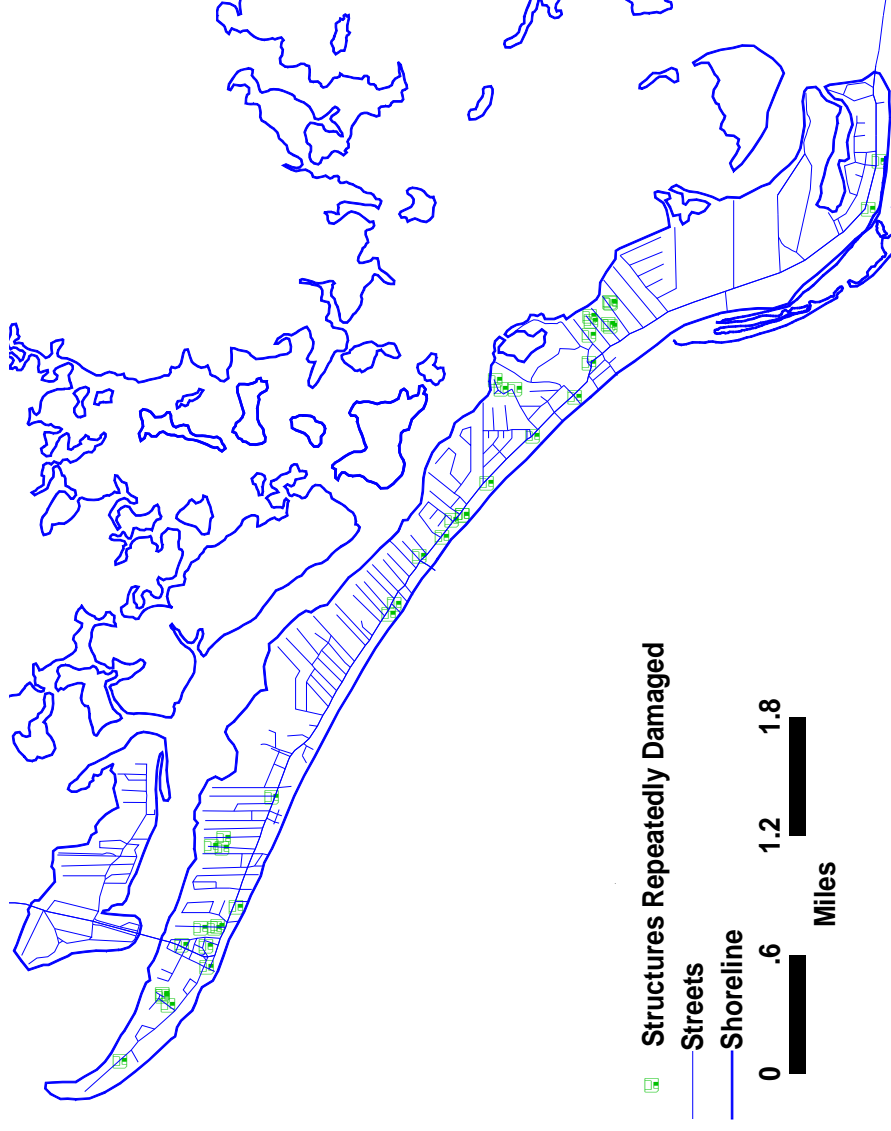 Structures Repeatedly Damaged
Streets
Shoreline
0 .6 1.2 1.8
Miles